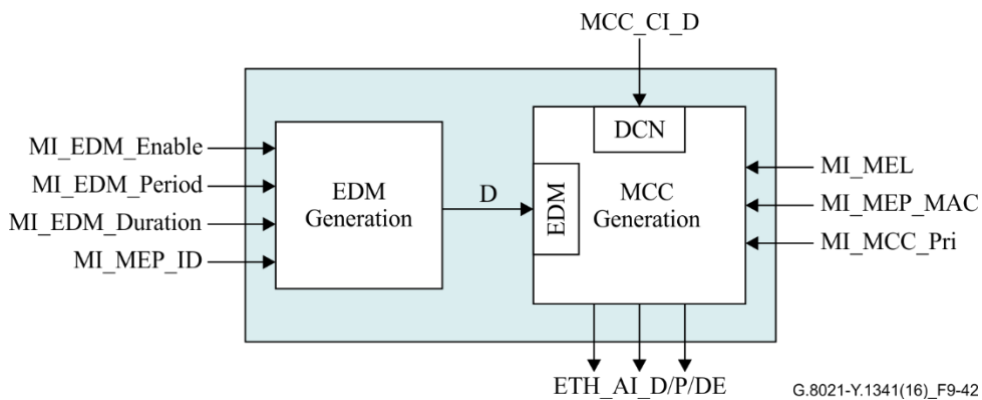 MCC_CI_D
DCN
MI_EDM_Enable
MI_EDM_Period
MI_EDM_Duration
MI_MEP_ID
EDM
Generation
D
EDM
MCC
Generation
MI_MEL
MI_MEP_MAC
MI_MCC_Pri
ETH_AI_D/P/DE
G.8021-Y.1341(16)_F9-42